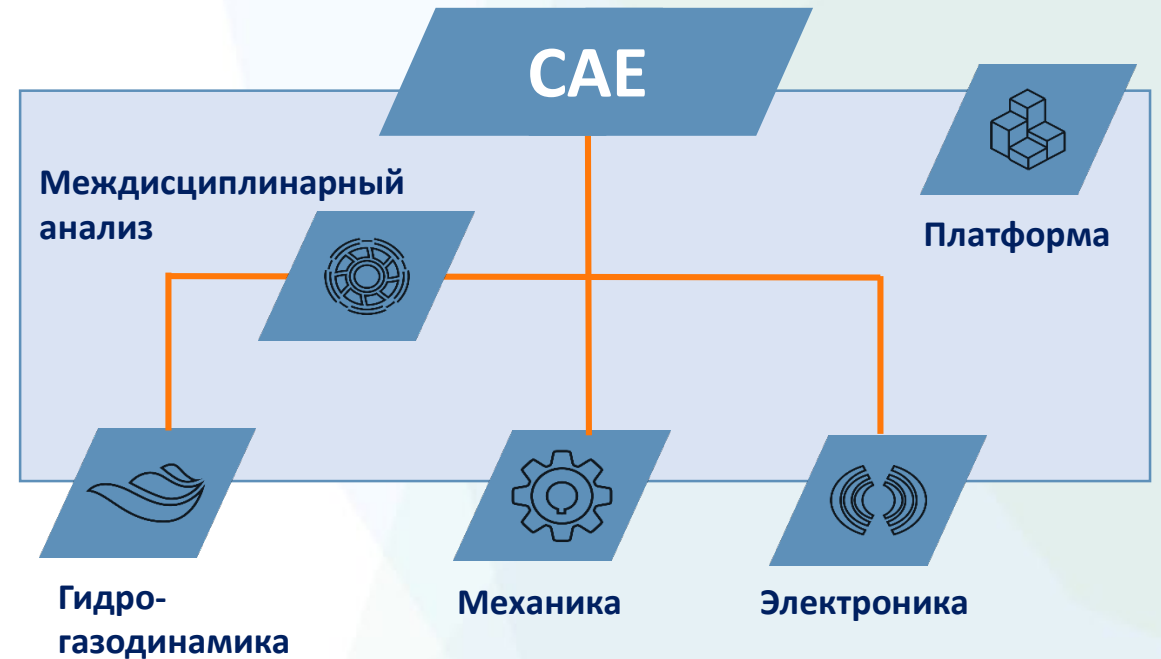 CAE
Междисциплинарный
анализ
Платформа
Гидро-
газодинамика
Механика
Электроника